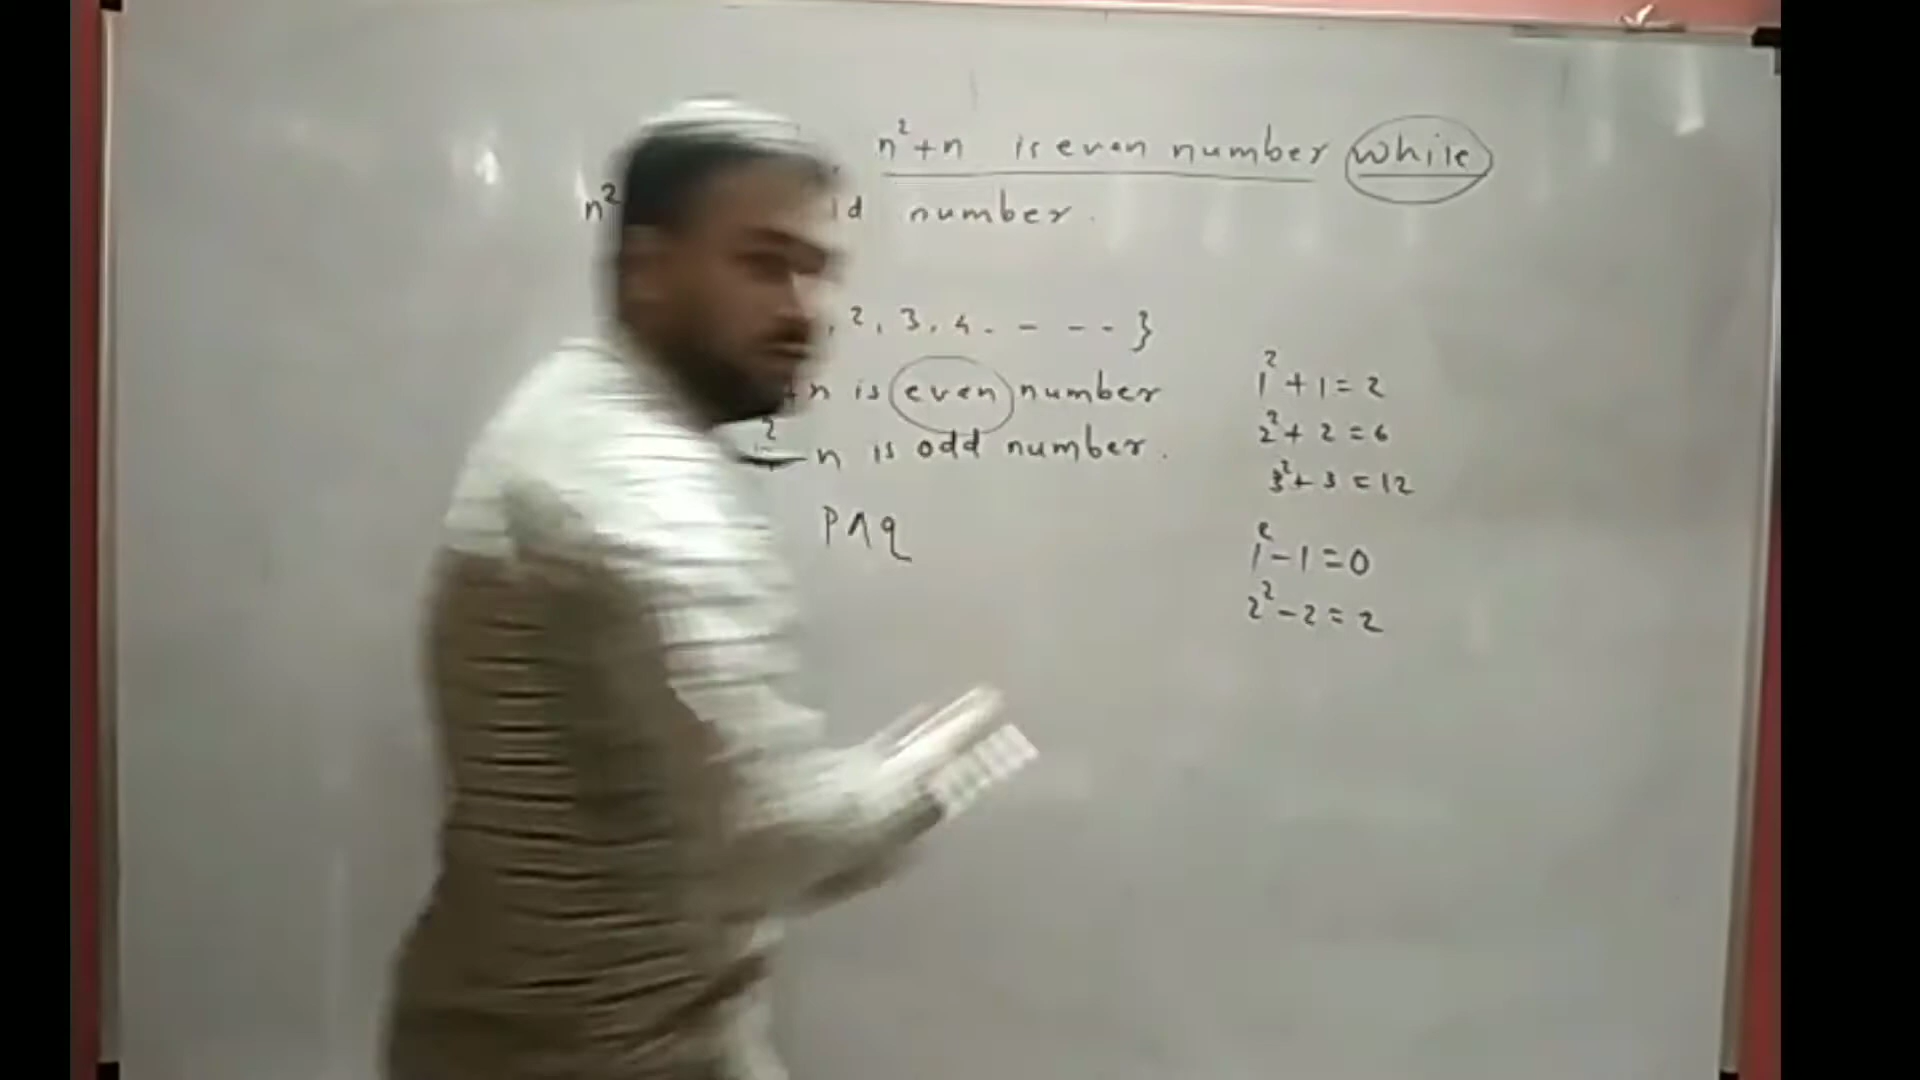 n²+n is even number while
n² number.
, 2, 3, 4. - - - - }
+n is even number
² - n is odd number.
p∧q
1²+1=2
2²+2=6
3²+3=12
1²-1=0
2²-2=2